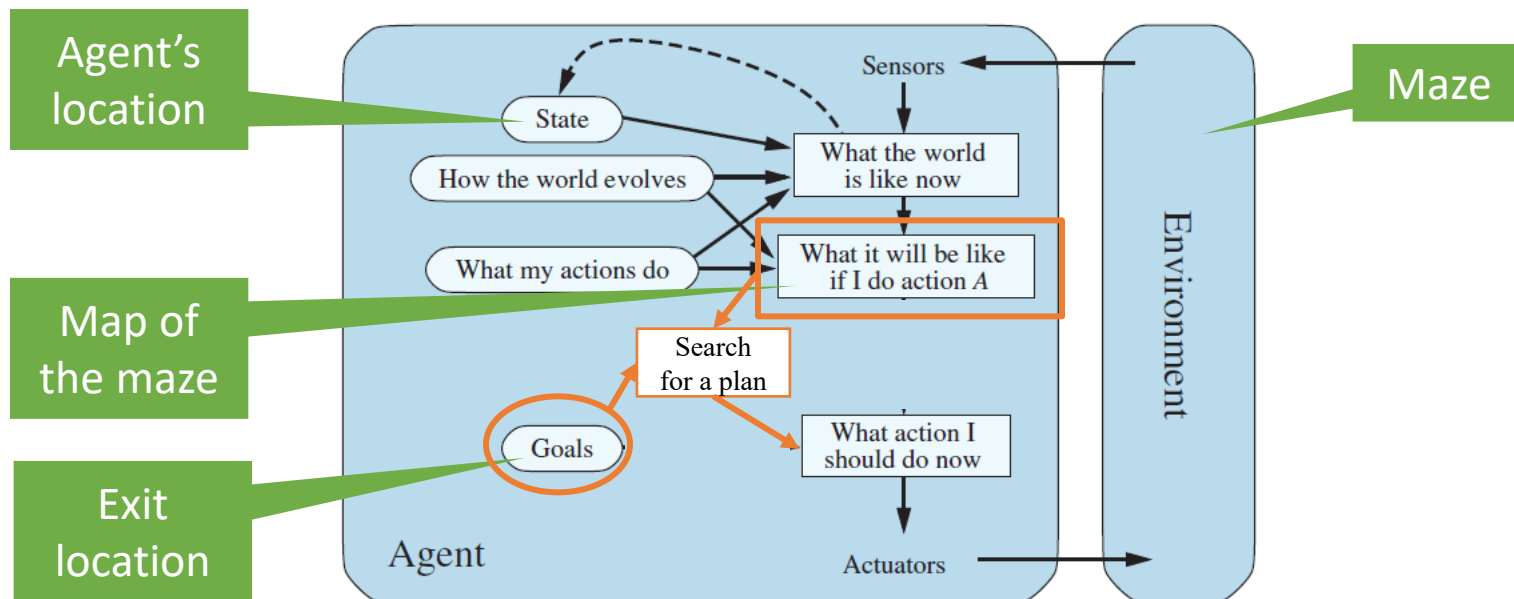 Agent's
location
Sensors
Maze
State
What the world
is like now
How the world evolves
What my actions do
What it will be like
if I do action A
Environment
Map of
the maze
Search
for a plan
Goals
What action I
should do now
Exit
location
Agent
Actuators